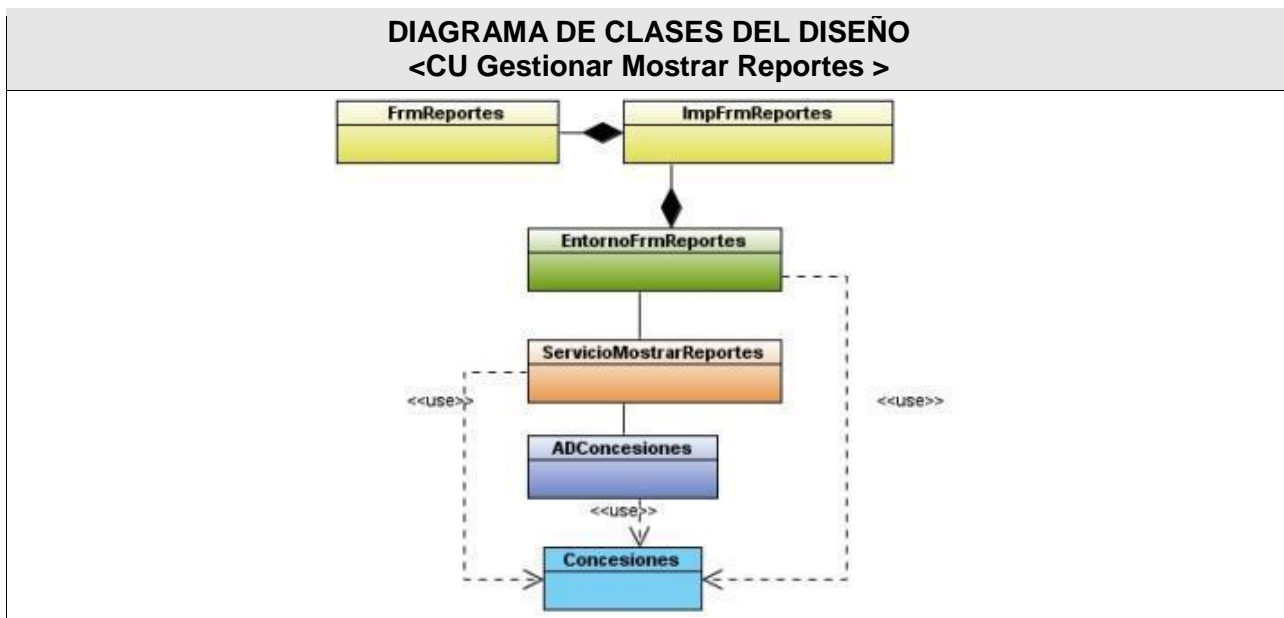 DIAGRAMA DE CLASES DEL DISEÑO
<CU Gestionar Mostrar Reportes >
FrmReportes
ImpFrmReportes
EntornoFrmReportes
ServicioMostrarReportes
<<use>>
<<use>>
ADConcesiones
<<use>>
Concesiones